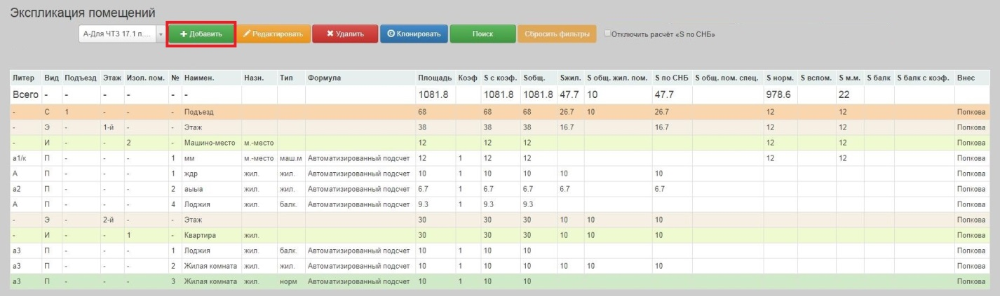 Экспликация помещений
А-Для ЧТЗ 17.1 п.... Добавить Редактировать Удалить Клонировать Поиск Сбросить фильтры Отключить расчёт «S по СНБ»
Литер Вид Подъезд Этаж Изол. пом. № Наимен. Назн. Тип Формула Площадь Коэф S с коэф. Sобщ. Sжил. S общ. жил. пом. S по СНБ S общ. пом. спец. S норм. S вспом. S м.м. S балк S балк с коэф. Внес
Всего - - - - - - 1081.8 1081.8 1081.8 47.7 10 47.7 978.6 22
- С 1 - - - Подъезд 68 68 68 26.7 10 26.7 12 12 Попкова
- Э - 1-й - - Этаж 38 38 38 16.7 16.7 12 12 Попкова
- И - - 2 - Машино-место м.-место 12 12 12 12 12 Попкова
а1/к П - - - 1 мм м.-место маш.м Автоматизированный подсчет 12 1 12 12 12 12 Попкова
А П - - - 1 ждр жил. жил. Автоматизированный подсчет 10 1 10 10 10 10 Попкова
а2 П - - - 2 аыыа жил. жил. Автоматизированный подсчет 6.7 1 6.7 6.7 6.7 6.7 Попкова
А П - - - 4 Лоджия жил. балк. Автоматизированный подсчет 9.3 1 9.3 9.3 Попкова
- Э - 2-й - - Этаж 30 30 30 10 10 10 Попкова
- И - - 1 - Квартира жил. 30 30 30 10 10 10 Попкова
а3 П - - - 1 Лоджия жил. балк. Автоматизированный подсчет 10 1 10 10 Попкова
а3 П - - - 2 Жилая комната жил. жил. Автоматизированный подсчет 10 1 10 10 10 10 10 Попкова
а3 П - - - 3 Жилая комната жил. норм Автоматизированный подсчет 10 1 10 10 Попкова